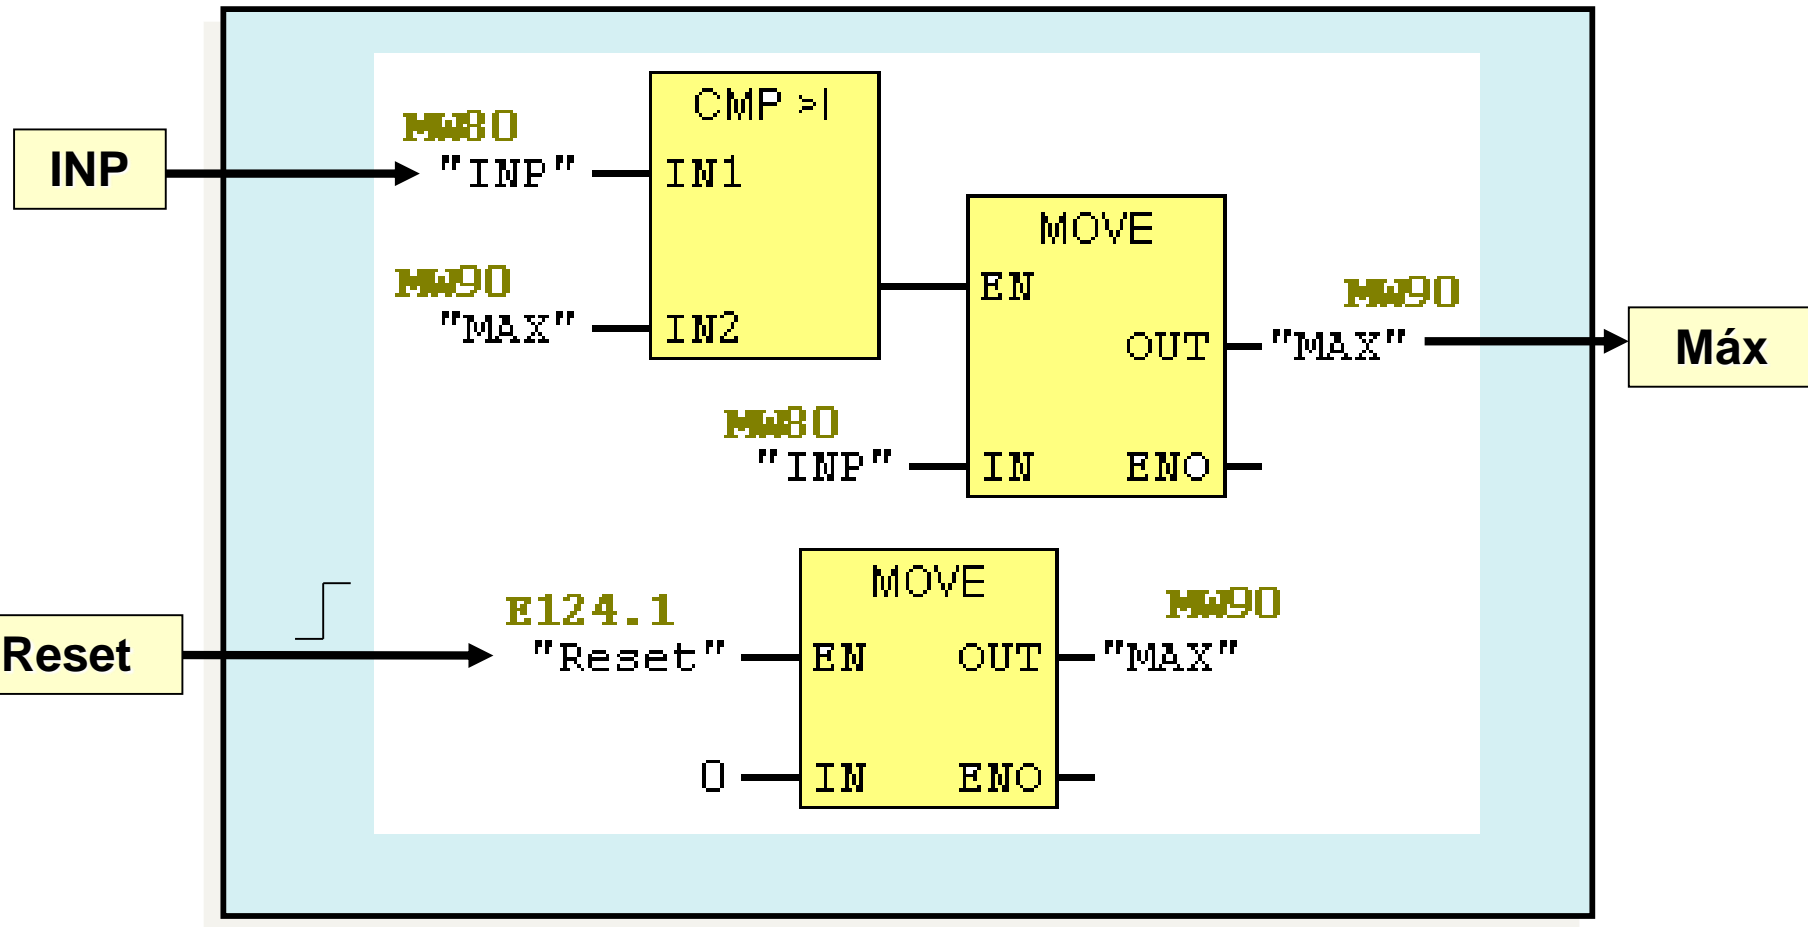 CMP >I
MW80
INP
"INP"
IN1
MOVE
MW90
EN
MW90
"MAX"
IN2
OUT
"MAX"
Máx
MW80
"INP"
IN
ENO
MOVE
E124.1
MW90
Reset
"Reset"
EN
OUT
"MAX"
0
IN
ENO